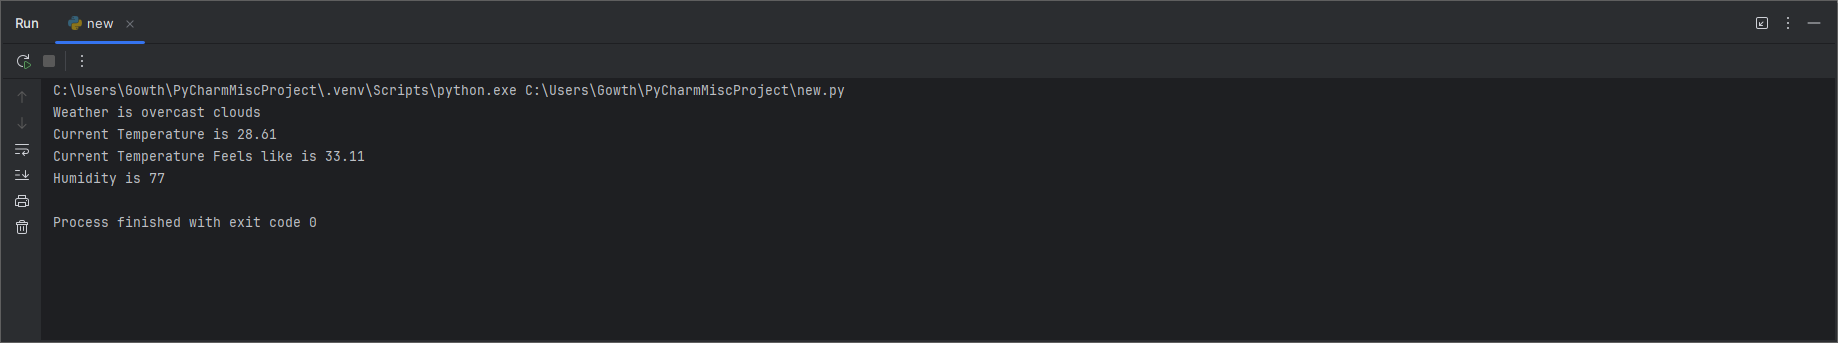 Run new
C:\Users\Gowth\PyCharmMiscProject\.venv\Scripts\python.exe C:\Users\Gowth\PyCharmMiscProject\new.py
Weather is overcast clouds
Current Temperature is 28.61
Current Temperature Feels like is 33.11
Humidity is 77
Process finished with exit code 0